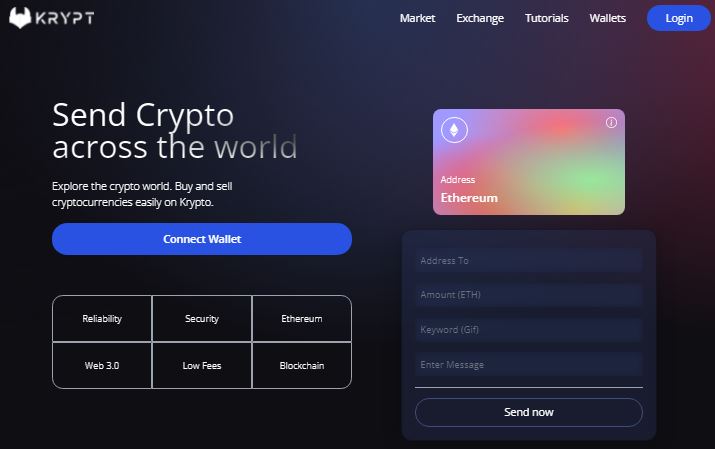 KRYPT
Market
Exchange
Tutorials
Wallets
Login
Send Crypto
across the world
Explore the crypto world. Buy and sell
cryptocurrencies easily on Krypto.
Connect Wallet
Reliability
Security
Ethereum
Web 3.0
Low Fees
Blockchain
Address
Ethereum
Address To
Amount (ETH)
Keyword (Gif)
Enter Message
Send now